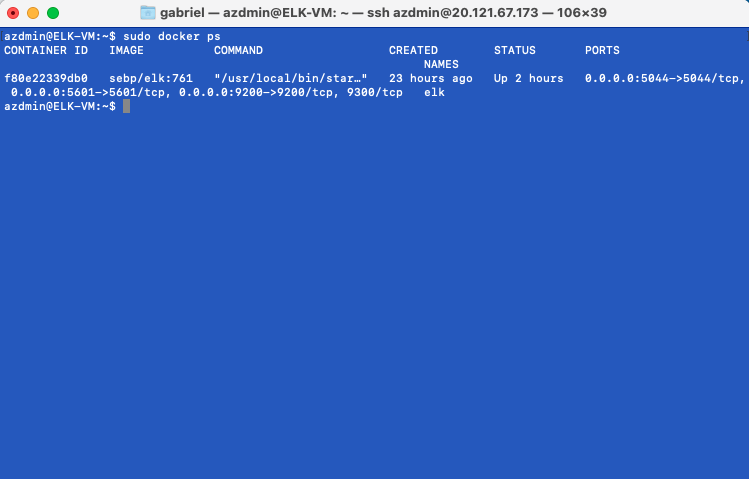 gabriel — azdmin@ELK-VM: ~ — ssh azdmin@20.121.67.173 — 106×39
azdmin@ELK-VM:~$ sudo docker ps
CONTAINER ID   IMAGE          COMMAND                  CREATED        STATUS       PORTS
NAMES
f80e22339db0   sebp/elk:761   "/usr/local/bin/star…"   23 hours ago   Up 2 hours   0.0.0.0:5044->5044/tcp,
0.0.0.0:5601->5601/tcp, 0.0.0.0:9200->9200/tcp, 9300/tcp   elk
azdmin@ELK-VM:~$